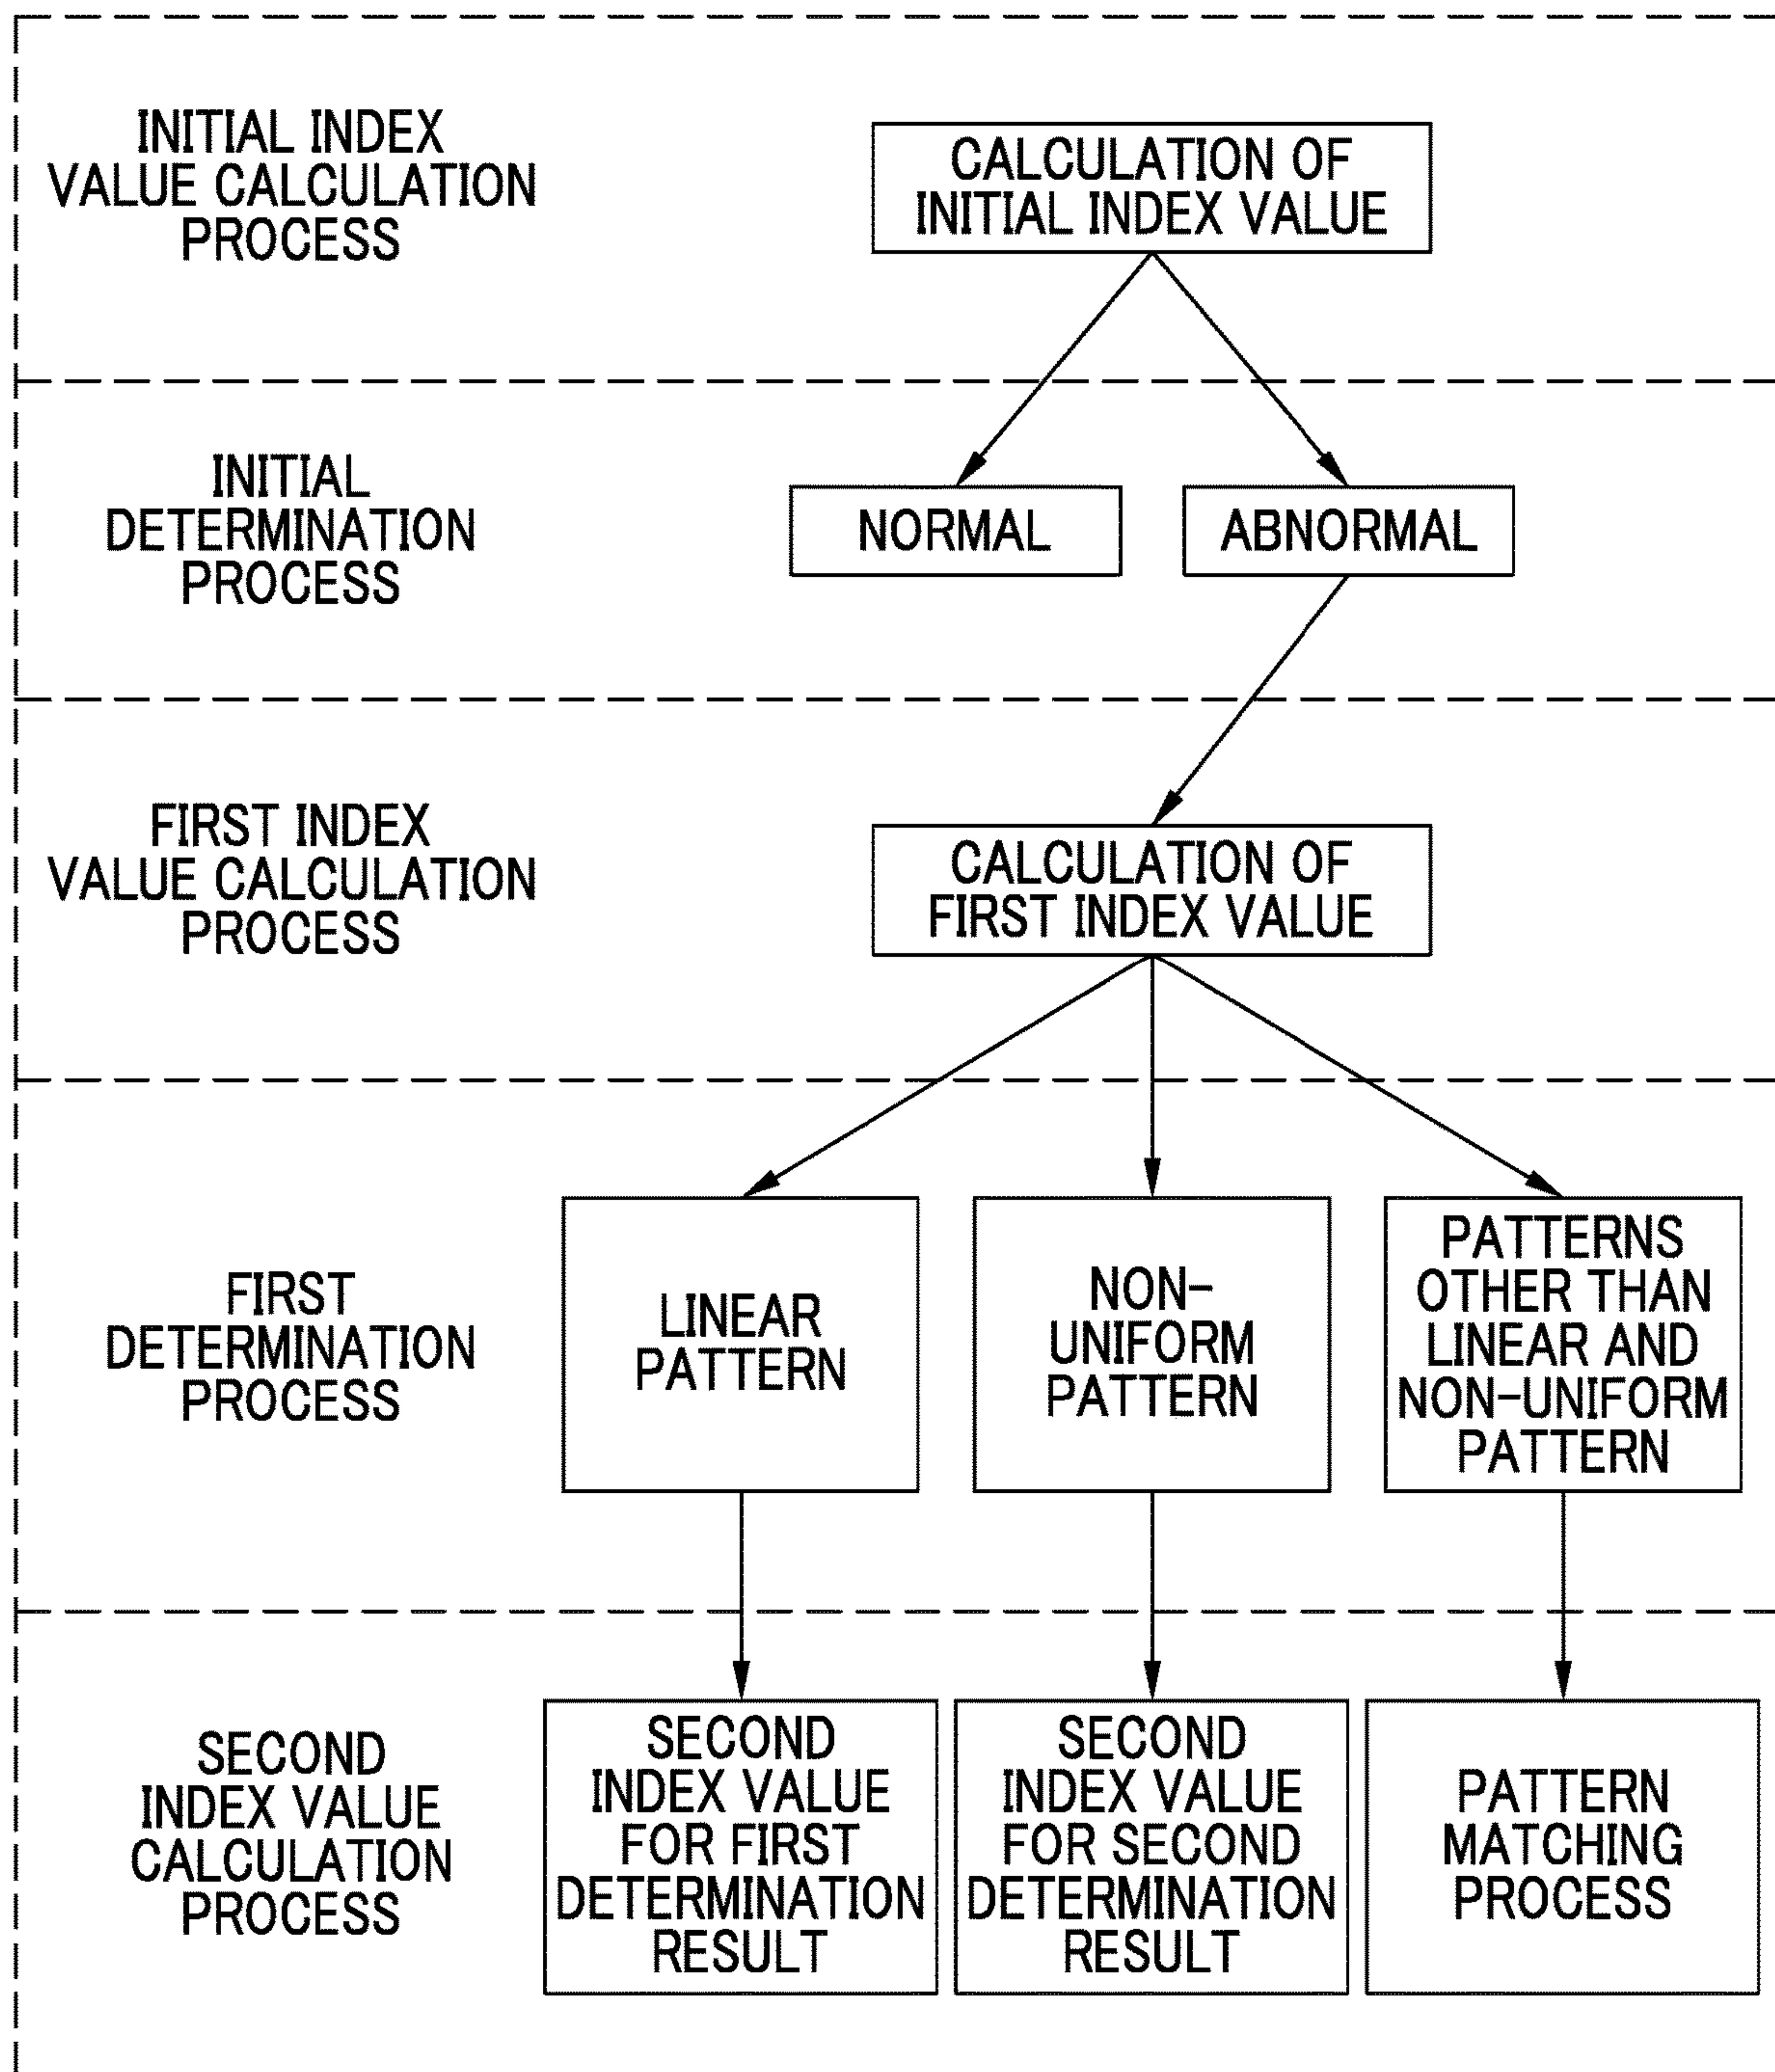 INITIAL INDEX
VALUE CALCULATION
PROCESS
CALCULATION OF
INITIAL INDEX VALUE
INITIAL
DETERMINATION
PROCESS
NORMAL
ABNORMAL
FIRST INDEX
VALUE CALCULATION
PROCESS
CALCULATION OF
FIRST INDEX VALUE
FIRST
DETERMINATION
PROCESS
LINEAR
PATTERN
NON-
UNIFORM
PATTERN
PATTERNS
OTHER THAN
LINEAR AND
NON-UNIFORM
PATTERN
SECOND
INDEX VALUE
CALCULATION
PROCESS
SECOND
INDEX VALUE
FOR FIRST
DETERMINATION
RESULT
SECOND
INDEX VALUE
FOR SECOND
DETERMINATION
RESULT
PATTERN
MATCHING
PROCESS